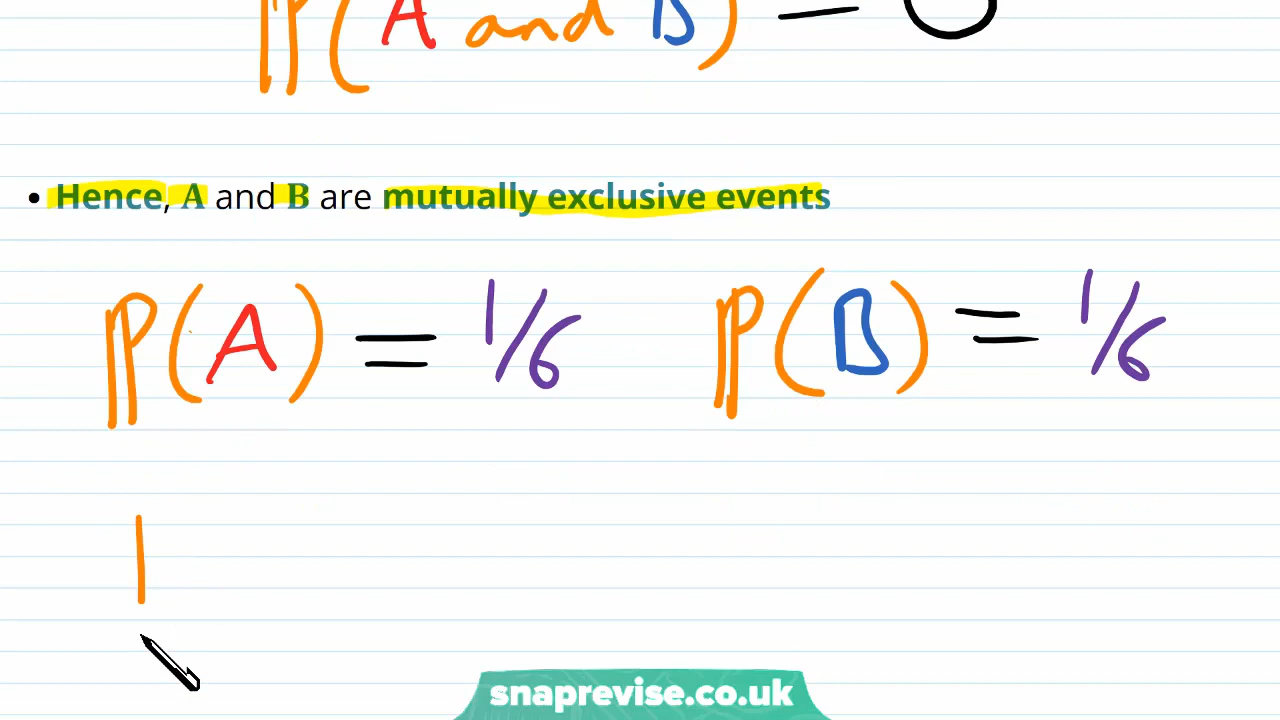 P(A and B) = 0
• Hence, A and B are mutually exclusive events
P(A) = 1/6 P(B) = 1/6
snaprevise.co.uk